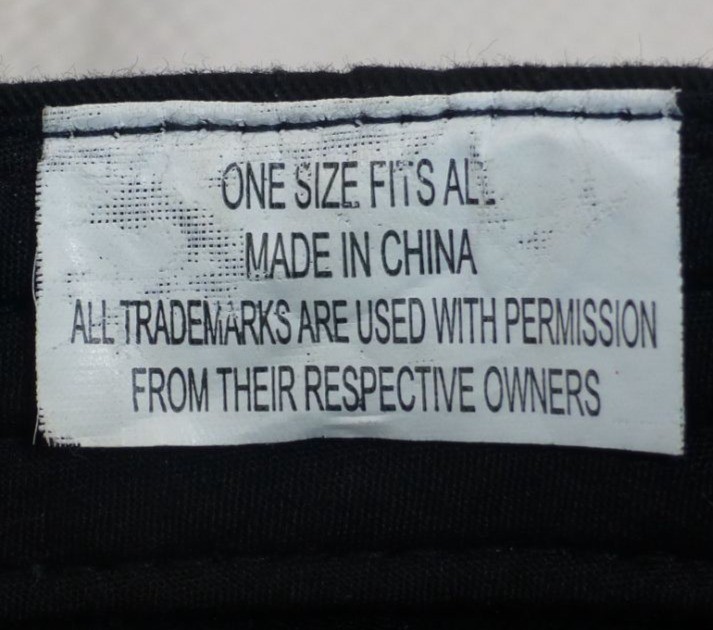 ONE SIZE FITS ALL
MADE IN CHINA
ALL TRADEMARKS ARE USED WITH PERMISSION
FROM THEIR RESPECTIVE OWNERS